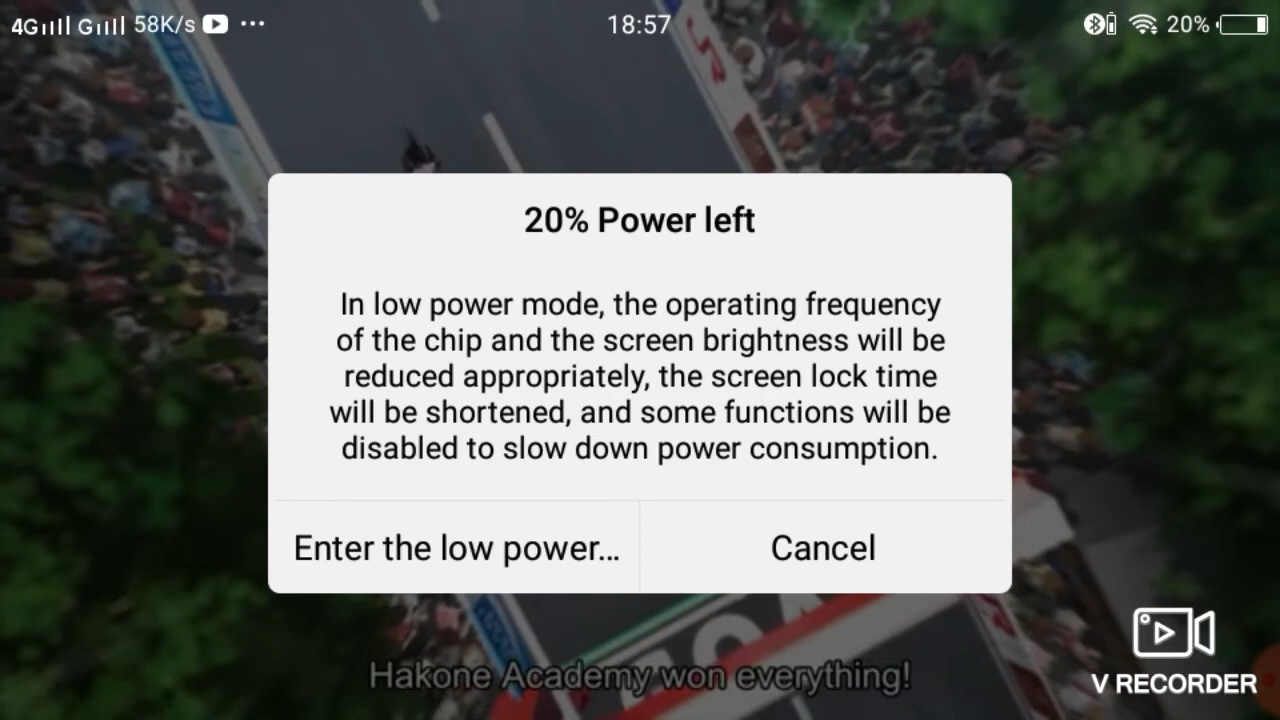 4G G 58K/s ... 18:57 20%
20% Power left
In low power mode, the operating frequency
of the chip and the screen brightness will be
reduced appropriately, the screen lock time
will be shortened, and some functions will be
disabled to slow down power consumption.
Enter the low power... Cancel
Hakone Academy won everything!
V RECORDER